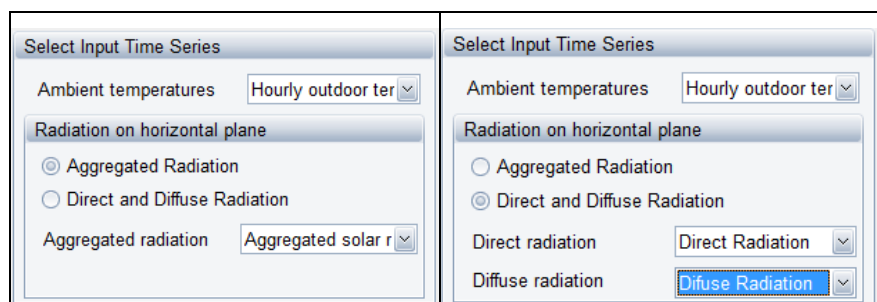 Select Input Time Series
Ambient temperatures Hourly outdoor ter
Radiation on horizontal plane
Aggregated Radiation
Direct and Diffuse Radiation
Aggregated radiation Aggregated solar r
Select Input Time Series
Ambient temperatures Hourly outdoor ter
Radiation on horizontal plane
Aggregated Radiation
Direct and Diffuse Radiation
Direct radiation Direct Radiation
Diffuse radiation Difuse Radiation